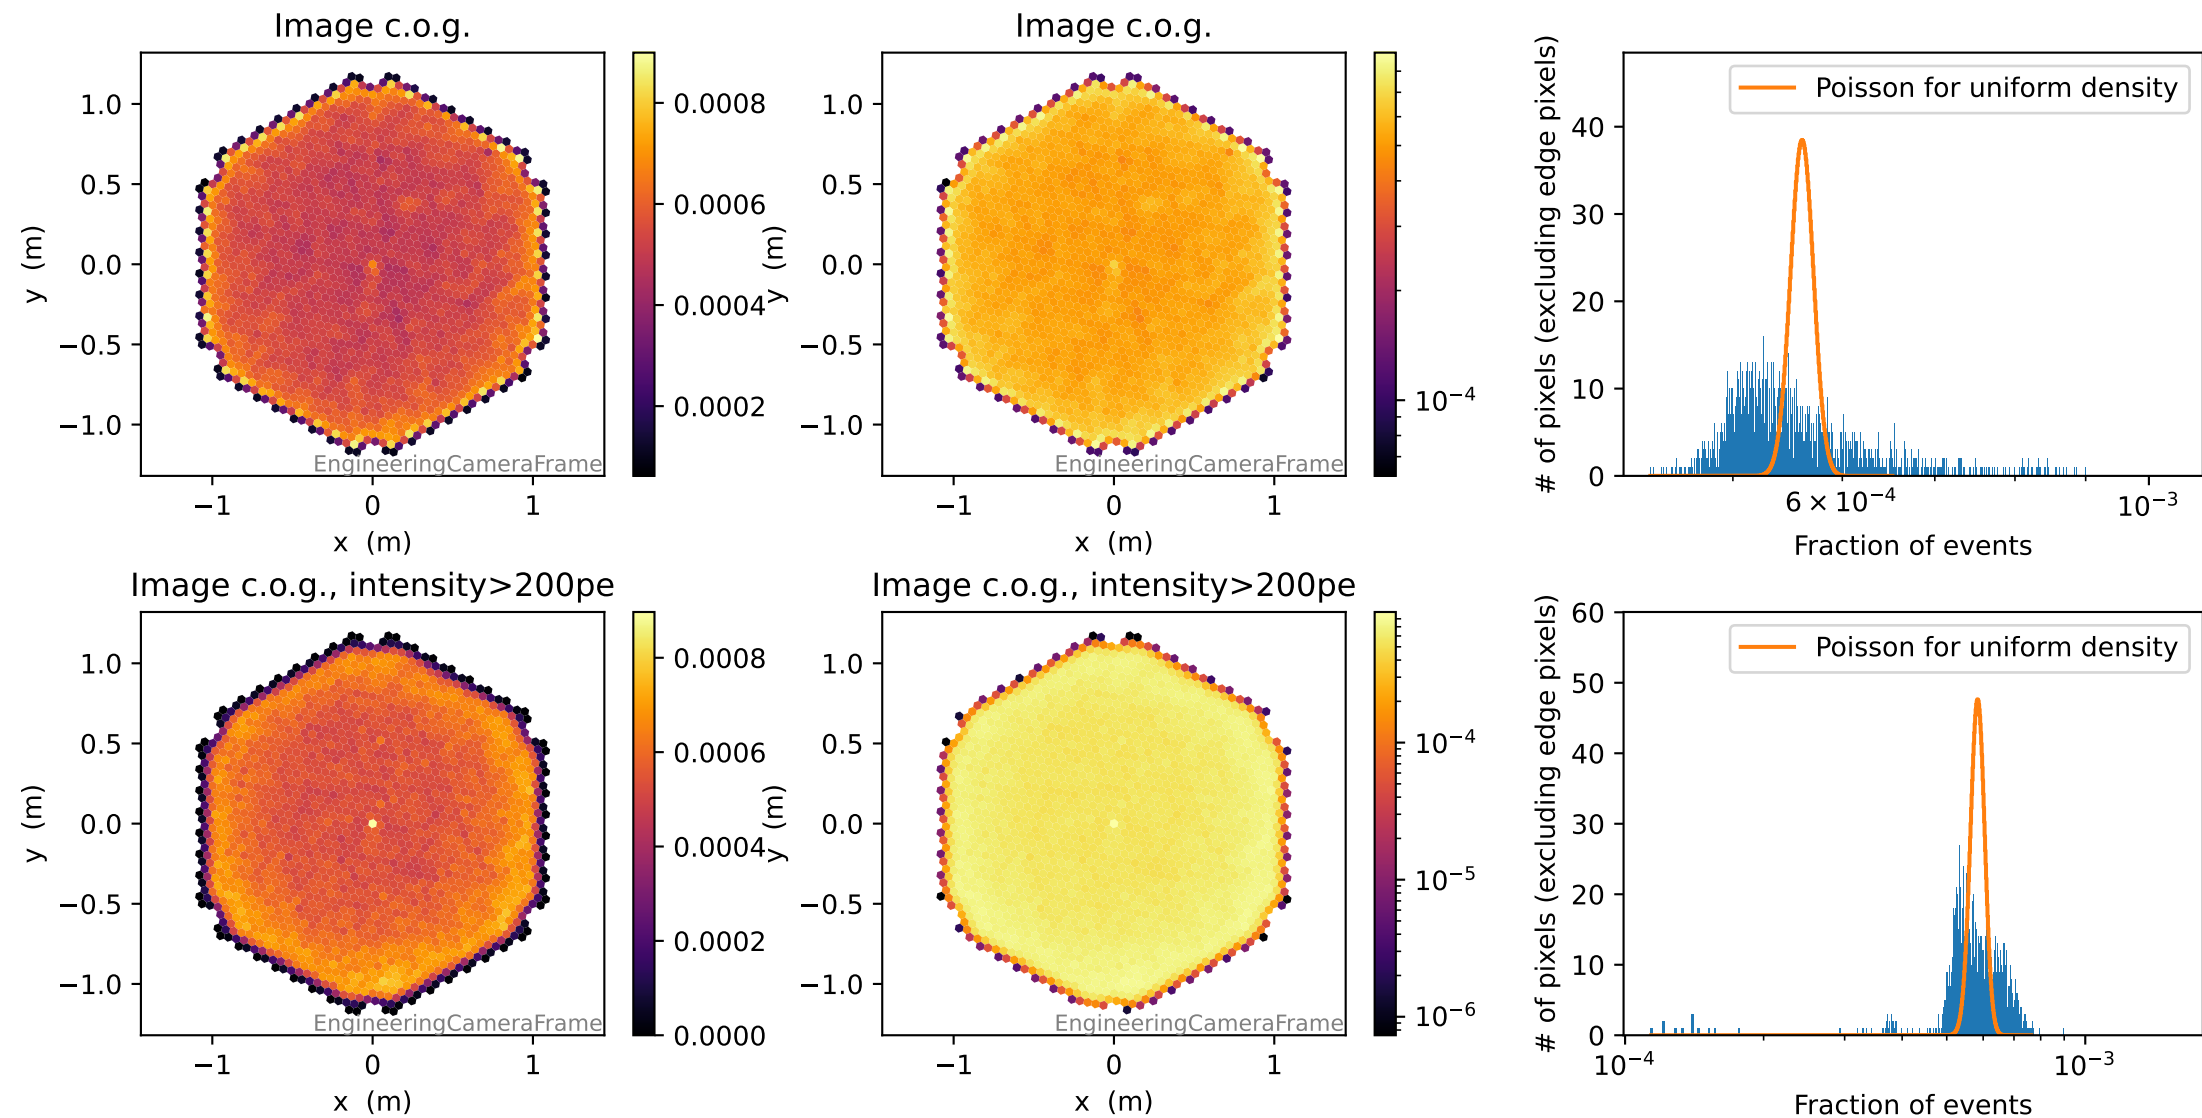 Image c.o.g.
1.0
0.5
0.0
−0.5
−1.0
y (m)
−1
0
1
x (m)
EngineeringCameraFrame
0.0008
0.0006
0.0004
0.0002
Image c.o.g.
1.0
0.5
0.0
−0.5
−1.0
y (m)
−1
0
1
x (m)
EngineeringCameraFrame
10⁻⁴
# of pixels (excluding edge pixels)
40
30
20
10
0
Poisson for uniform density
6 × 10⁻⁴
10⁻³
Fraction of events
Image c.o.g., intensity>200pe
1.0
0.5
0.0
−0.5
−1.0
y (m)
−1
0
1
x (m)
EngineeringCameraFrame
0.0008
0.0006
0.0004
0.0002
0.0000
Image c.o.g., intensity>200pe
1.0
0.5
0.0
−0.5
−1.0
y (m)
−1
0
1
x (m)
EngineeringCameraFrame
10⁻⁴
10⁻⁵
10⁻⁶
# of pixels (excluding edge pixels)
60
50
40
30
20
10
0
Poisson for uniform density
10⁻⁴
10⁻³
Fraction of events